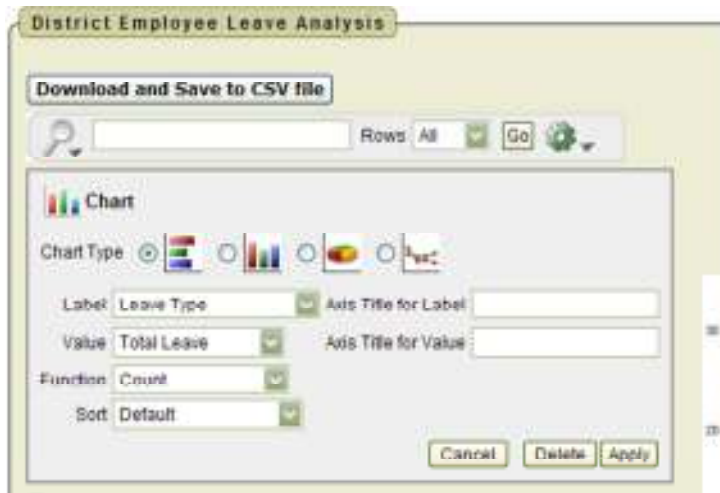 District Employee Leave Analysis
Download and Save to CSV file
Rows All Go
Chart
Chart Type
Label Leave Type Axis Title for Label
Value Total Leave Axis Title for Value
Function Count
Sort Default
Cancel Delete Apply